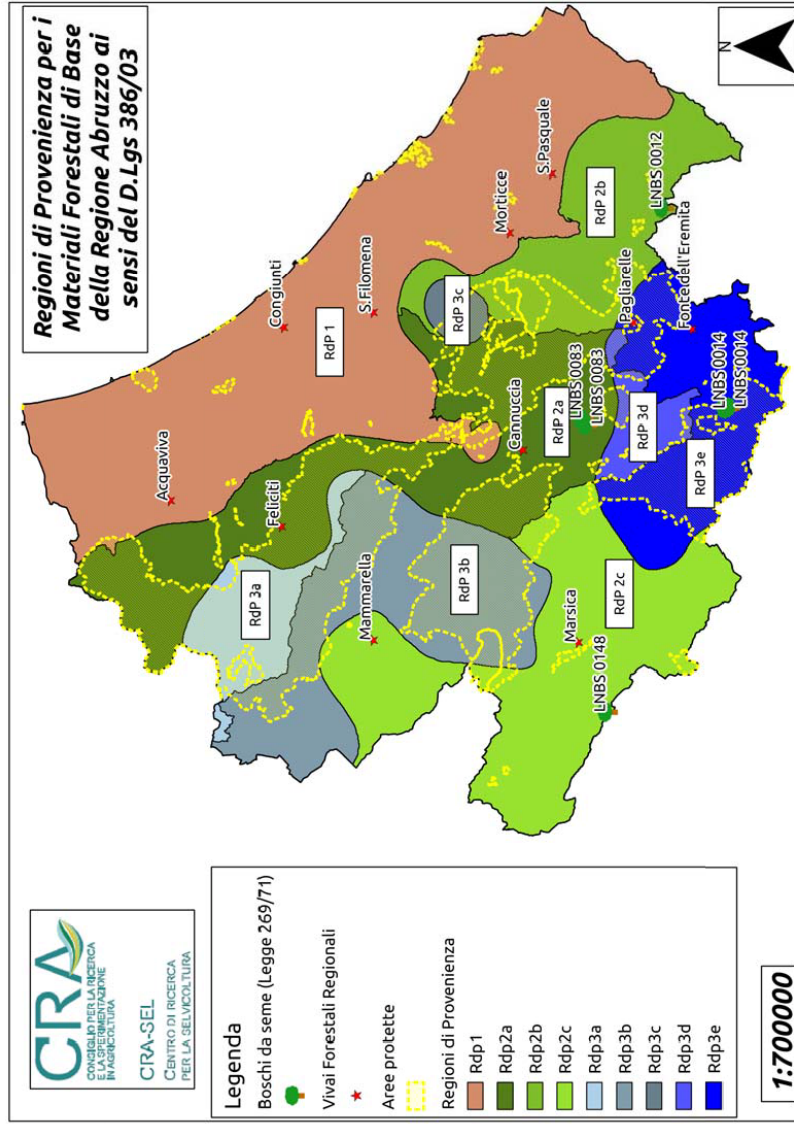 Regioni di Provenienza per i
Materiali Forestali di Base
della Regione Abruzzo ai
sensi del D.Lgs 386/03
CRA
CONSIGLIO PER LA RICERCA
E LA SPERIMENTAZIONE
IN AGRICOLTURA
CRA-SEL
CENTRO DI RICERCA
PER LA SELVICOLTURA
Legenda
Boschi da seme (Legge 269/71)
Vivai Forestali Regionali
Aree protette
Regioni di Provenienza
Rdp1
Rdp2a
Rdp2b
Rdp2c
Rdp3a
Rdp3b
Rdp3c
Rdp3d
Rdp3e
1:700000
N
Acquaviva
Feliciti
RdP 3a
Congiunti
RdP 1
S.Filomena
Mammarella
RdP 3b
RdP 3c
Morticce
S.Pasquale
Cannuccia
RdP 2a
LNBS 0083
LNBS 0083
RdP 2b
Marsica
RdP 2c
LNBS 0148
RdP 3d
Pagliarelle
LNBS 0012
Fontedell'Eremita
RdP 3e
LNBS 0014
LNBS 0014